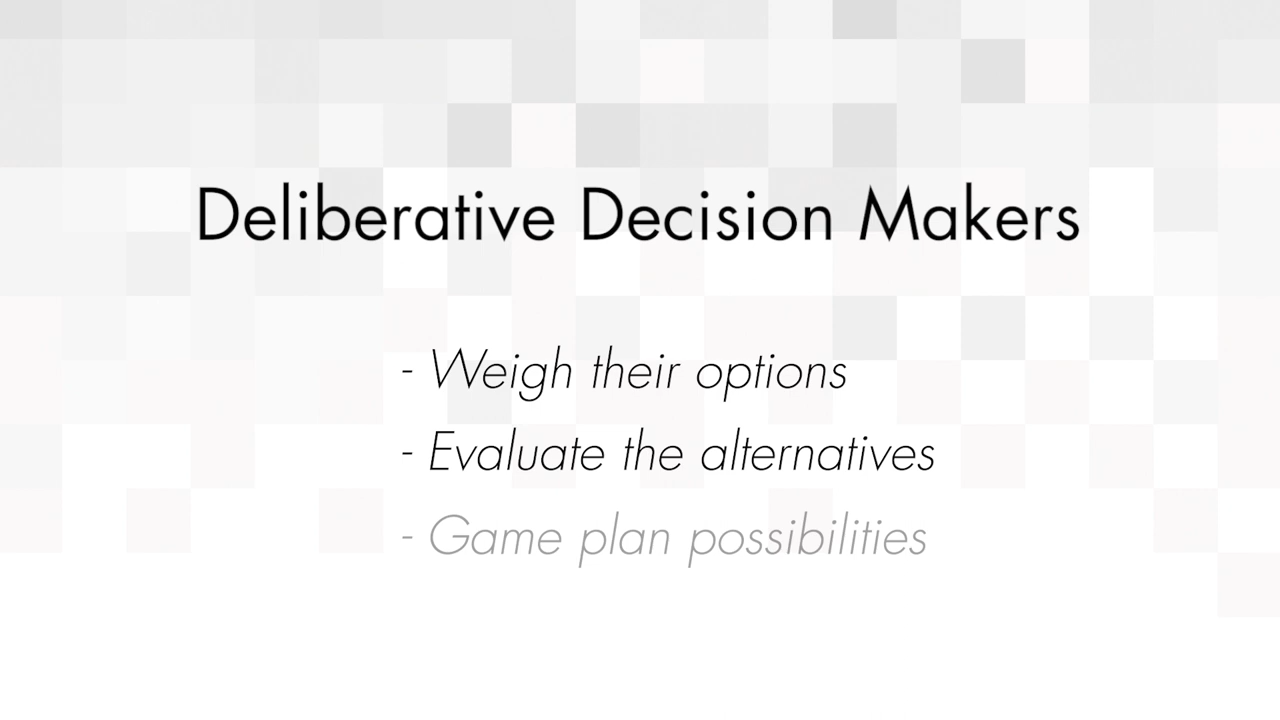 Deliberative Decision Makers
- Weigh their options
- Evaluate the alternatives
- Game plan possibilities